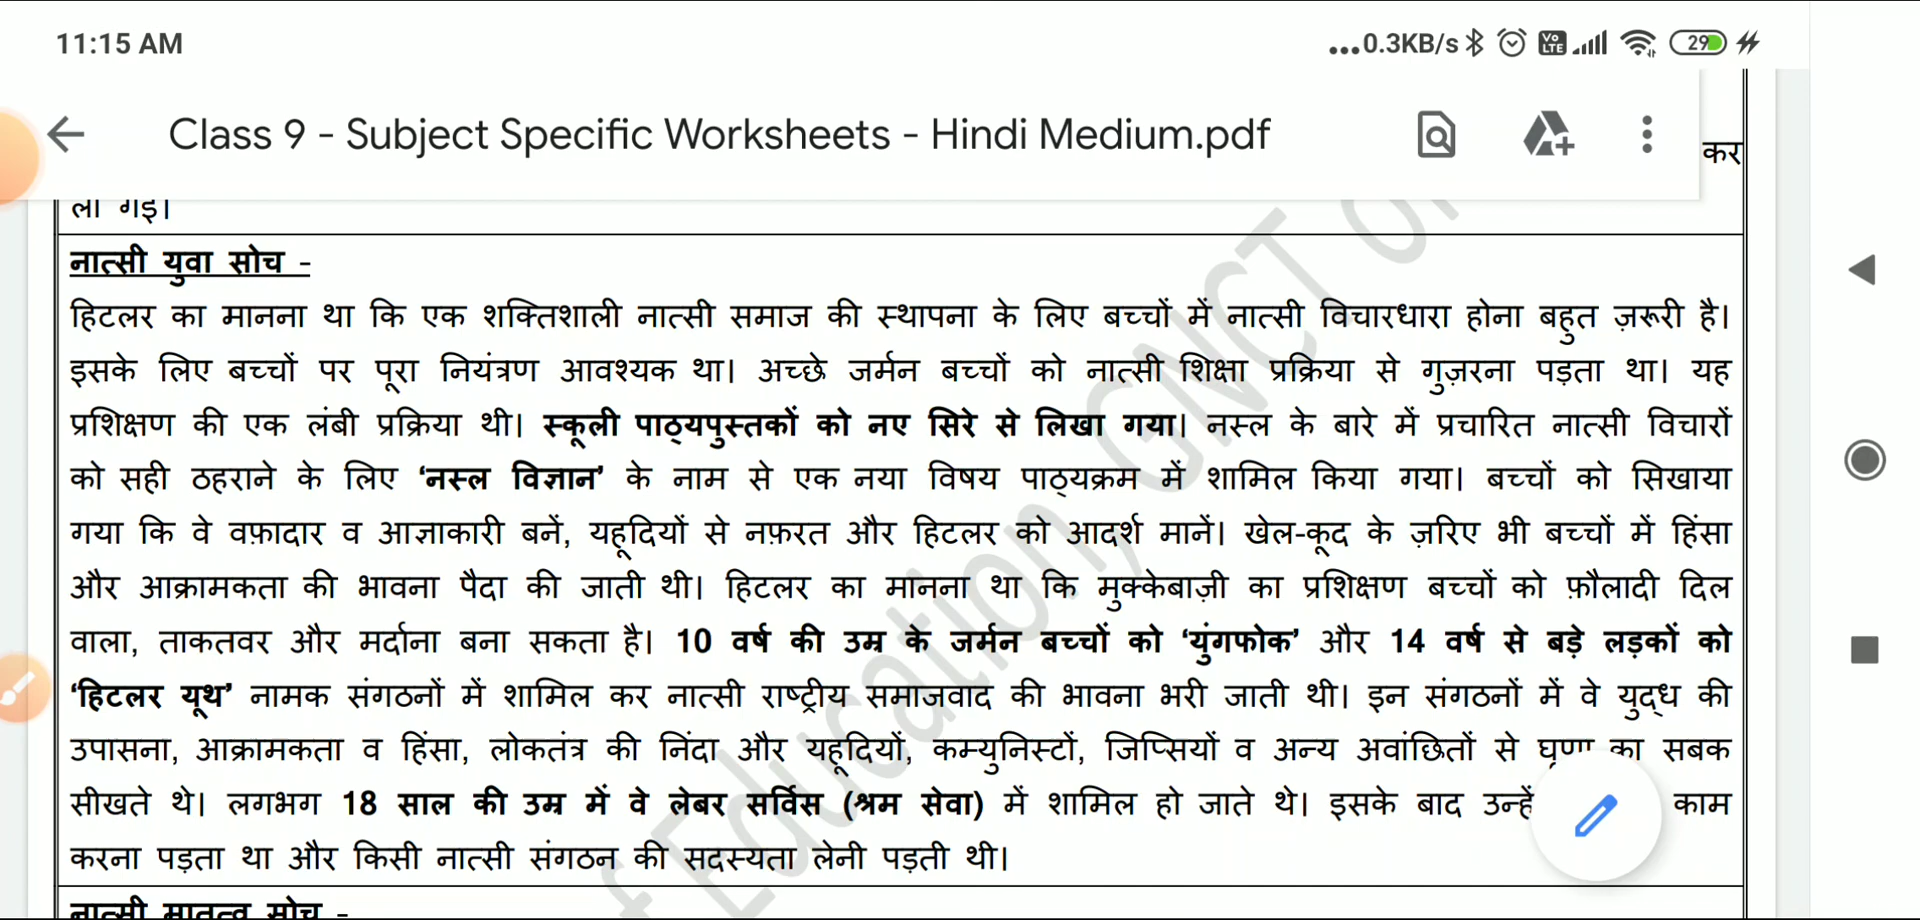 11:15 AM
...0.3KB/s VoLTE 29
Class 9 - Subject Specific Worksheets - Hindi Medium.pdf
कर
ली गई।
नात्सी युवा सोच -
हिटलर का मानना था कि एक शक्तिशाली नात्सी समाज की स्थापना के लिए बच्चों में नात्सी विचारधारा होना बहुत ज़रूरी है।
इसके लिए बच्चों पर पूरा नियंत्रण आवश्यक था। अच्छे जर्मन बच्चों को नात्सी शिक्षा प्रक्रिया से गुज़रना पड़ता था। यह
प्रशिक्षण की एक लंबी प्रक्रिया थी। स्कूली पाठ्यपुस्तकों को नए सिरे से लिखा गया। नस्ल के बारे में प्रचारित नात्सी विचारों
को सही ठहराने के लिए ‘नस्ल विज्ञान’ के नाम से एक नया विषय पाठ्यक्रम में शामिल किया गया। बच्चों को सिखाया
गया कि वे वफ़ादार व आज्ञाकारी बनें, यहूदियों से नफ़रत और हिटलर को आदर्श मानें। खेल-कूद के ज़रिए भी बच्चों में हिंसा
और आक्रामकता की भावना पैदा की जाती थी। हिटलर का मानना था कि मुक्केबाज़ी का प्रशिक्षण बच्चों को फ़ौलादी दिल
वाला, ताकतवर और मर्दाना बना सकता है। 10 वर्ष की उम्र के जर्मन बच्चों को ‘युंगफोक’ और 14 वर्ष से बड़े लड़कों को
‘हिटलर यूथ’ नामक संगठनों में शामिल कर नात्सी राष्ट्रीय समाजवाद की भावना भरी जाती थी। इन संगठनों में वे युद्ध की
उपासना, आक्रामकता व हिंसा, लोकतंत्र की निंदा और यहूदियों, कम्युनिस्टों, जिप्सियों व अन्य अवांछितों से घृणा का सबक
सीखते थे। लगभग 18 साल की उम्र में वे लेबर सर्विस (श्रम सेवा) में शामिल हो जाते थे। इसके बाद उन्हें काम
करना पड़ता था और किसी नात्सी संगठन की सदस्यता लेनी पड़ती थी।
नात्सी मातृत्व सोच -
of Education, GNCT of